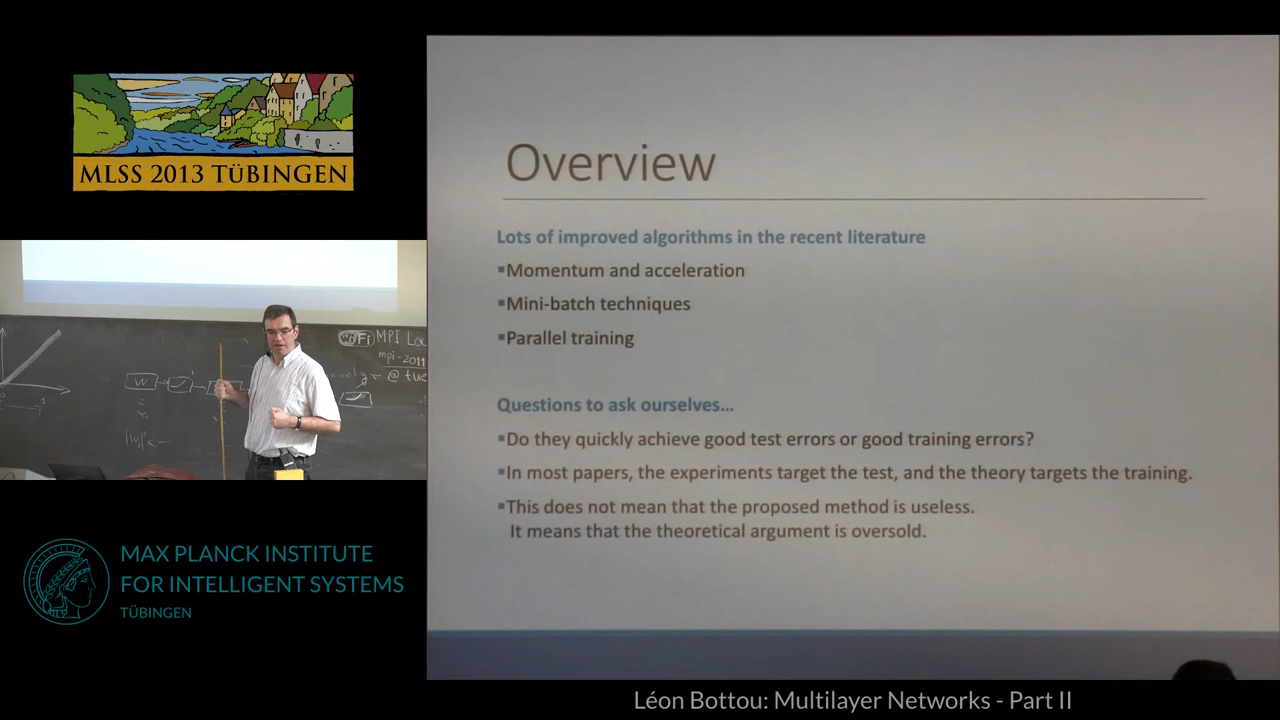 MLSS 2013 TÜBINGEN
Overview
Lots of improved algorithms in the recent literature
▪Momentum and acceleration
▪Mini-batch techniques
▪Parallel training
Questions to ask ourselves…
▪Do they quickly achieve good test errors or good training errors?
▪In most papers, the experiments target the test, and the theory targets the training.
▪This does not mean that the proposed method is useless.
It means that the theoretical argument is oversold.
WiFi MPI
mpi-2011
@ tue
W
MAX PLANCK INSTITUTE
FOR INTELLIGENT SYSTEMS
TÜBINGEN
Léon Bottou: Multilayer Networks - Part II